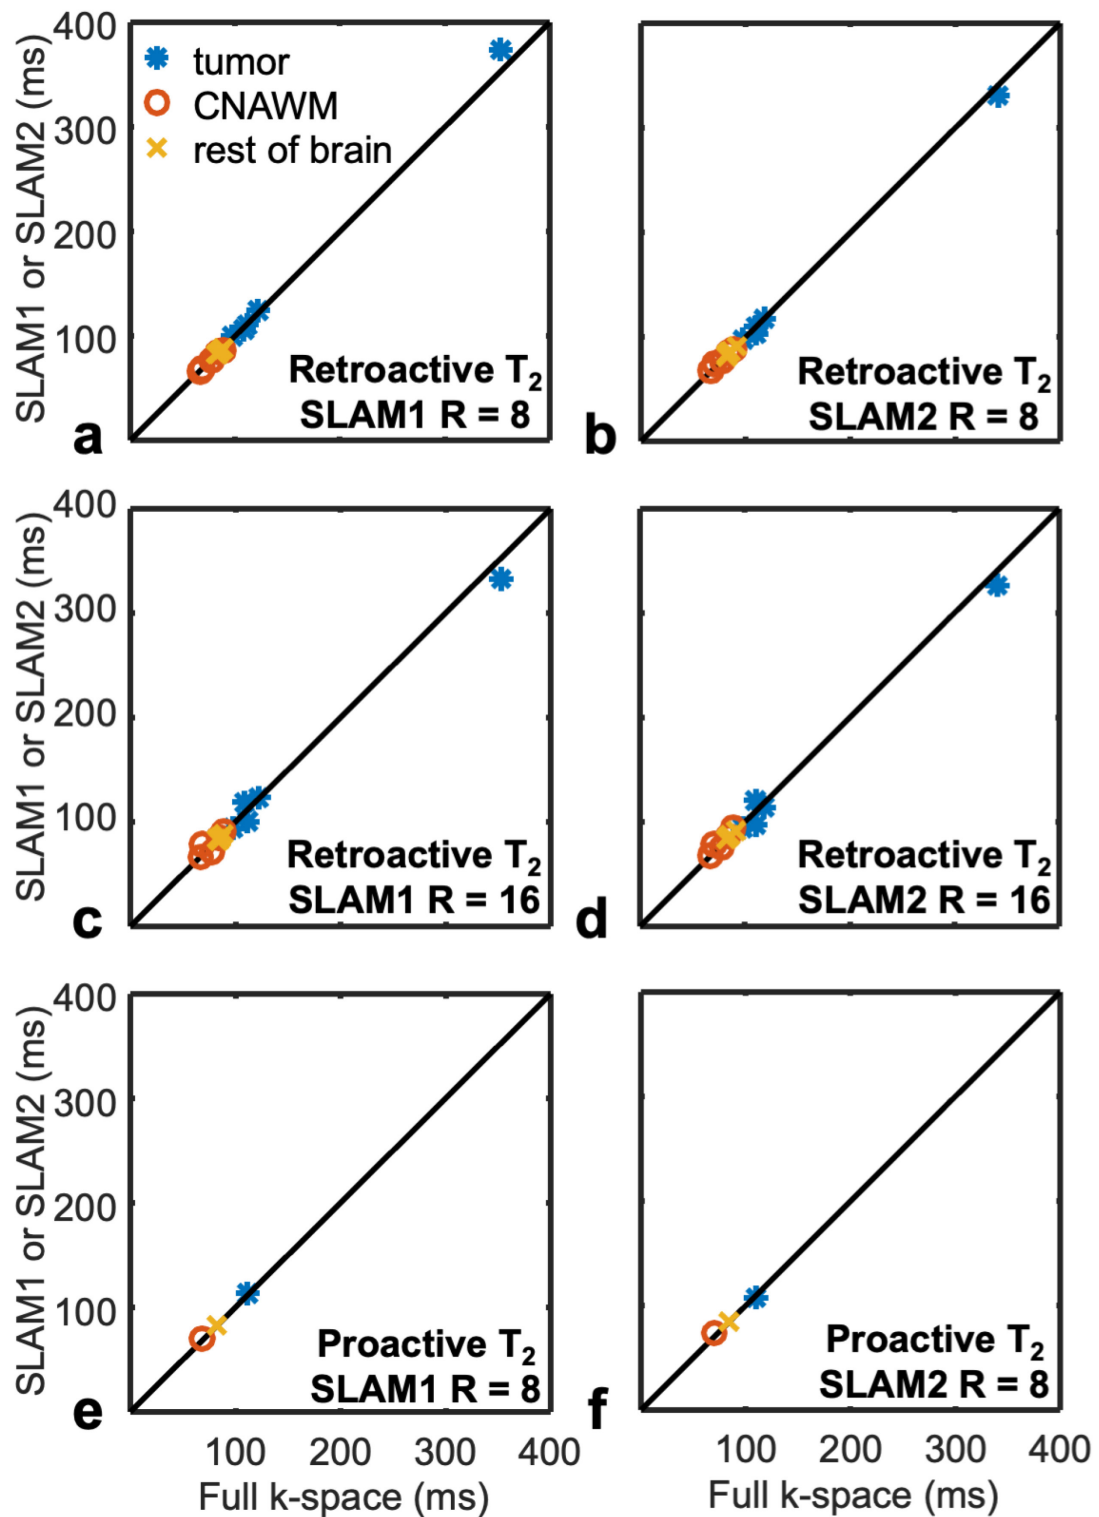 400
300
200
100
SLAM1 or SLAM2 (ms)
tumor
CNAWM
rest of brain
Retroactive T₂
SLAM1 R = 8
a
Retroactive T₂
SLAM2 R = 8
b
400
300
200
100
SLAM1 or SLAM2 (ms)
Retroactive T₂
SLAM1 R = 16
c
Retroactive T₂
SLAM2 R = 16
d
400
300
200
100
SLAM1 or SLAM2 (ms)
Proactive T₂
SLAM1 R = 8
e
100 200 300 400
Full k-space (ms)
Proactive T₂
SLAM2 R = 8
f
100 200 300 400
Full k-space (ms)